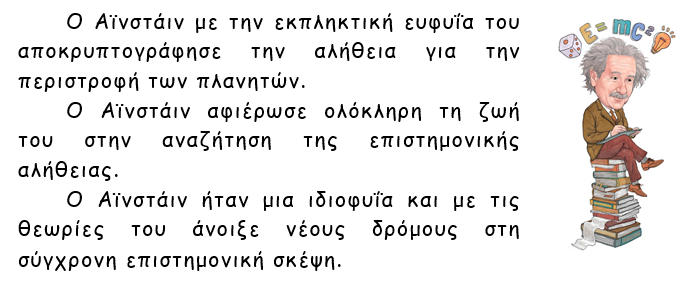 Ο Αϊνστάιν με την εκπληκτική ευφυΐα του
αποκρυπτογράφησε την αλήθεια για την
περιστροφή των πλανητών.
Ο Αϊνστάιν αφιέρωσε ολόκληρη τη ζωή
του στην αναζήτηση της επιστημονικής
αλήθειας.
Ο Αϊνστάιν ήταν μια ιδιοφυΐα και με τις
θεωρίες του άνοιξε νέους δρόμους στη
σύγχρονη επιστημονική σκέψη.
E=mc²